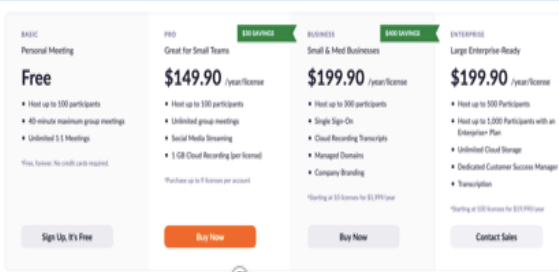 BASIC
Personal Meeting
Free
Host up to 100 participants
40-minute maximum group meetings
Unlimited 1:1 Meetings
*Free, forever. No credit cards required.
Sign Up, It's Free
PRO
$30 SAVINGS
Great for Small Teams
$149.90 /year/license
Host up to 100 participants
Unlimited group meetings
Social Media Streaming
1 GB Cloud Recording (per license)
*Purchase up to 9 licenses per account
Buy Now
BUSINESS
$400 SAVINGS
Small & Med Businesses
$199.90 /year/license
Host up to 300 participants
Single Sign-On
Cloud Recording Transcripts
Managed Domains
Company Branding
*Starting at 10 licenses for $1,999/year
Buy Now
ENTERPRISE
Large Enterprise-Ready
$199.90 /year/license
Host up to 500 Participants
Host up to 1,000 Participants with an
Enterprise+ Plan
Unlimited Cloud Storage
Dedicated Customer Success Manager
Transcription
*Starting at 100 licenses for $19,990/year
Contact Sales